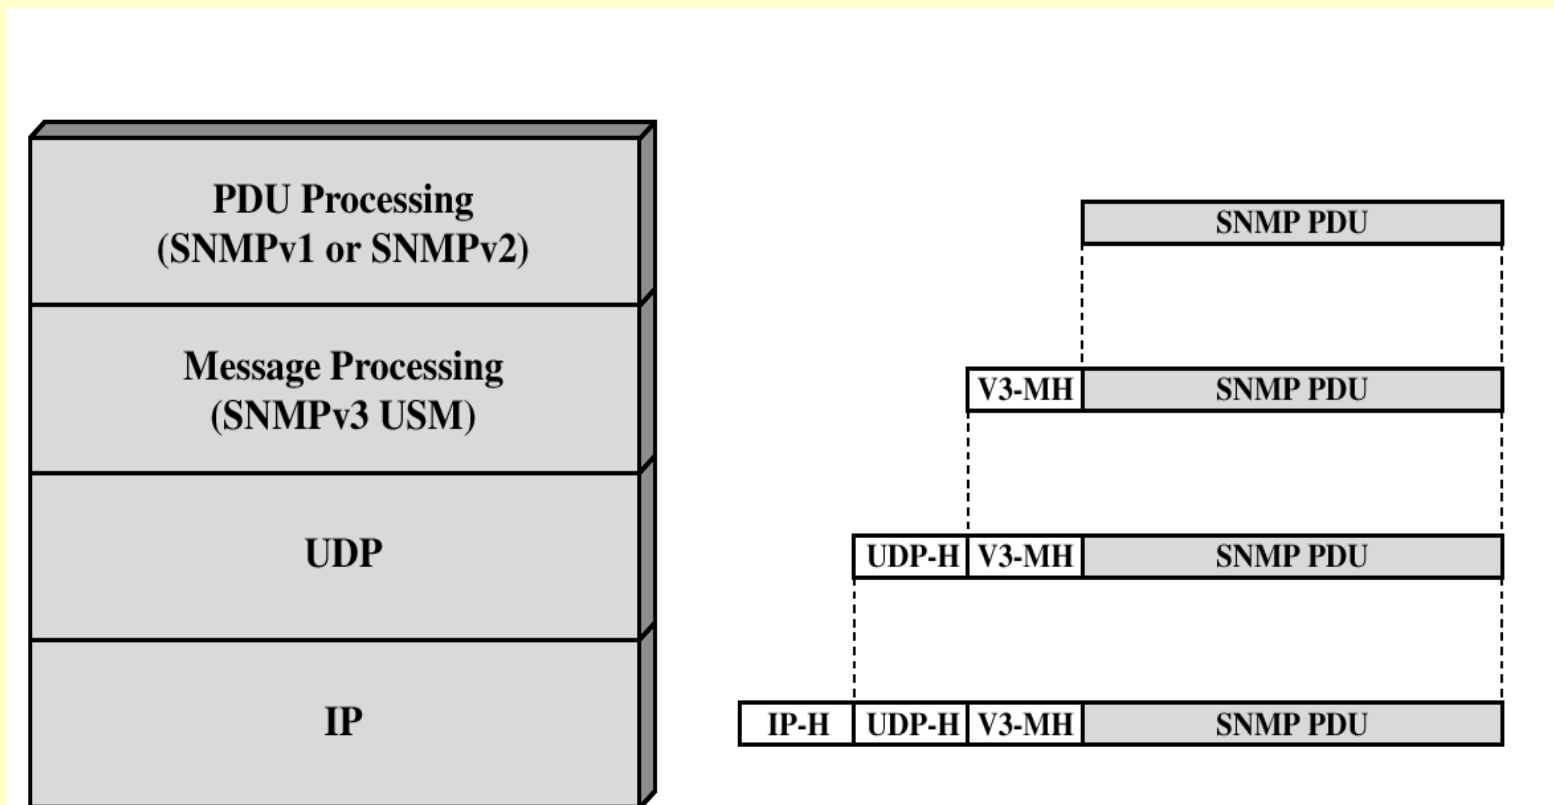 PDU Processing
(SNMPv1 or SNMPv2)
SNMP PDU
Message Processing
(SNMPv3 USM)
V3-MH SNMP PDU
UDP
UDP-H V3-MH SNMP PDU
IP
IP-H UDP-H V3-MH SNMP PDU